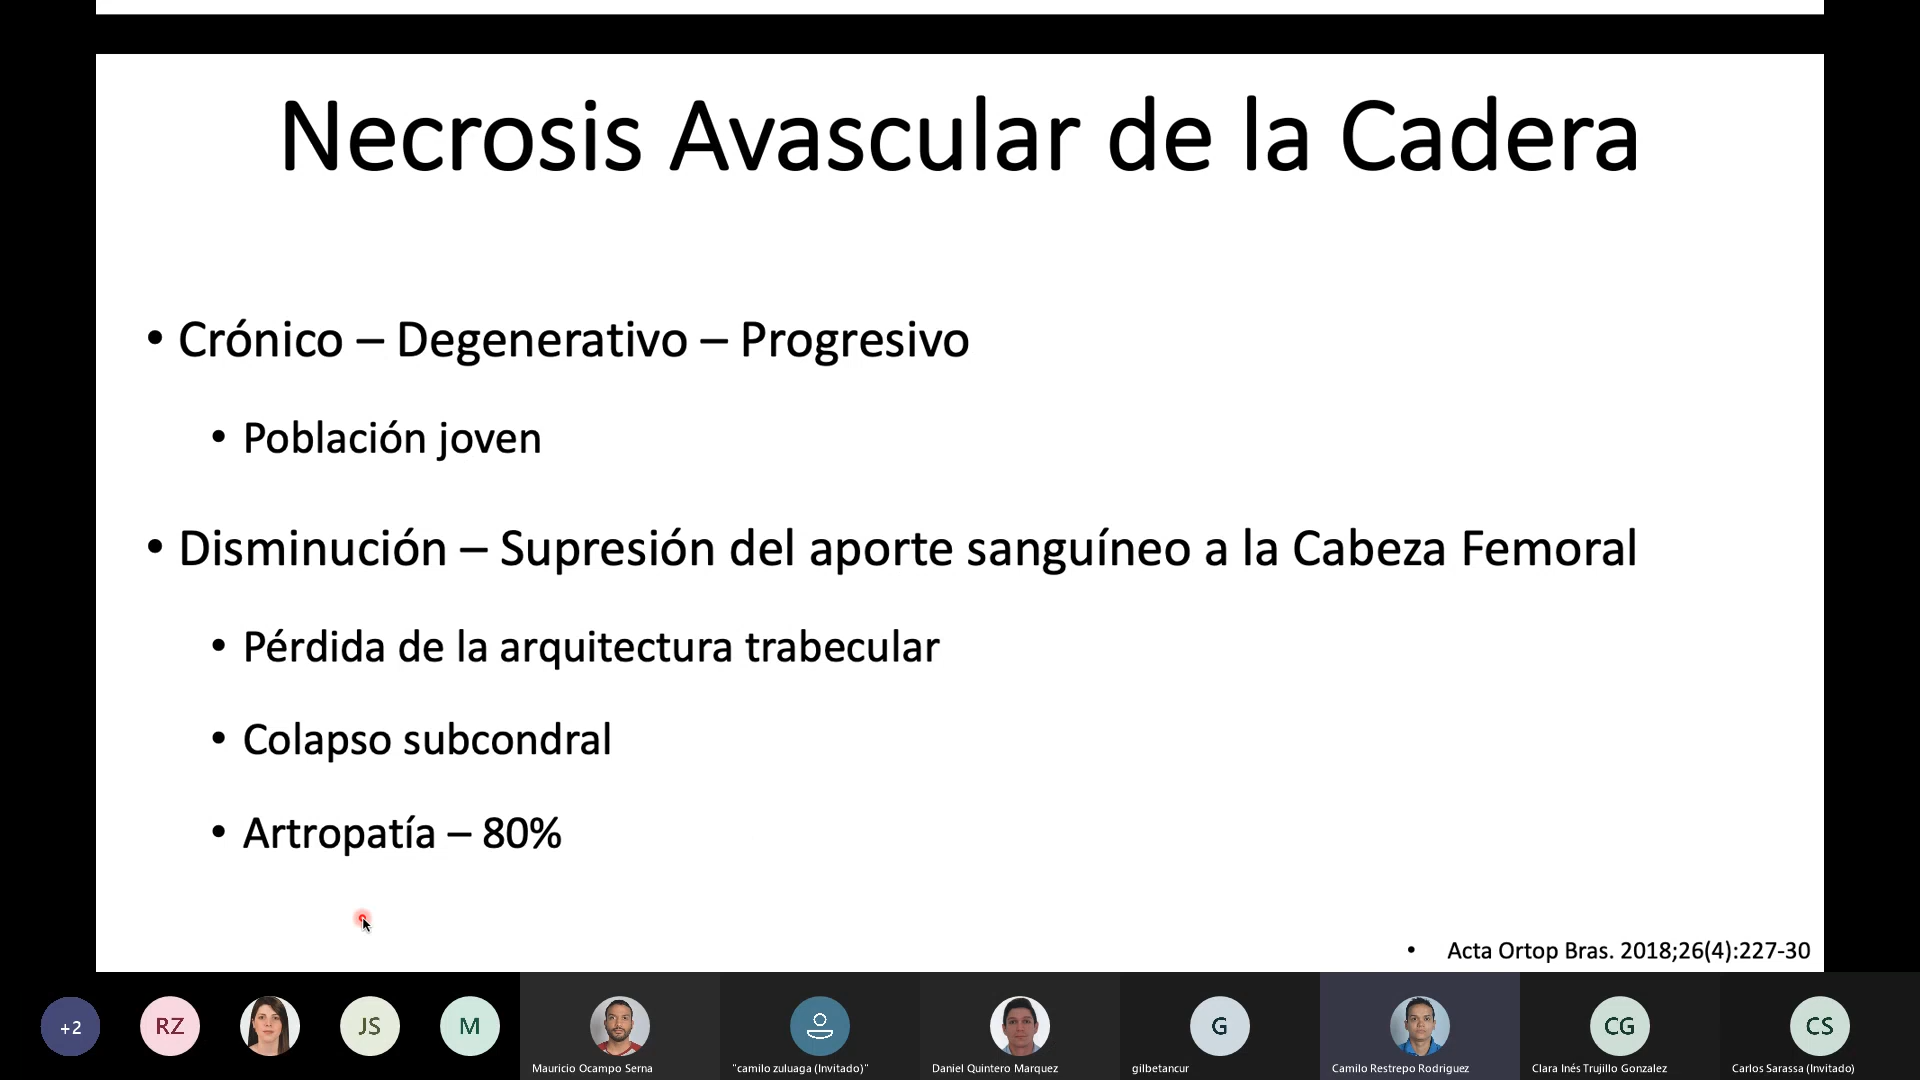 Necrosis Avascular de la Cadera
• Crónico – Degenerativo – Progresivo
• Población joven
• Disminución – Supresión del aporte sanguíneo a la Cabeza Femoral
• Pérdida de la arquitectura trabecular
• Colapso subcondral
• Artropatía – 80%
• Acta Ortop Bras. 2018;26(4):227-30
+2
RZ
JS
M
G
CG
CS
Mauricio Ocampo Serna
"camilo zuluaga (Invitado)"
Daniel Quintero Marquez
gilbetancur
Camilo Restrepo Rodriguez
Clara Inés Trujillo Gonzalez
Carlos Sarassa (Invitado)